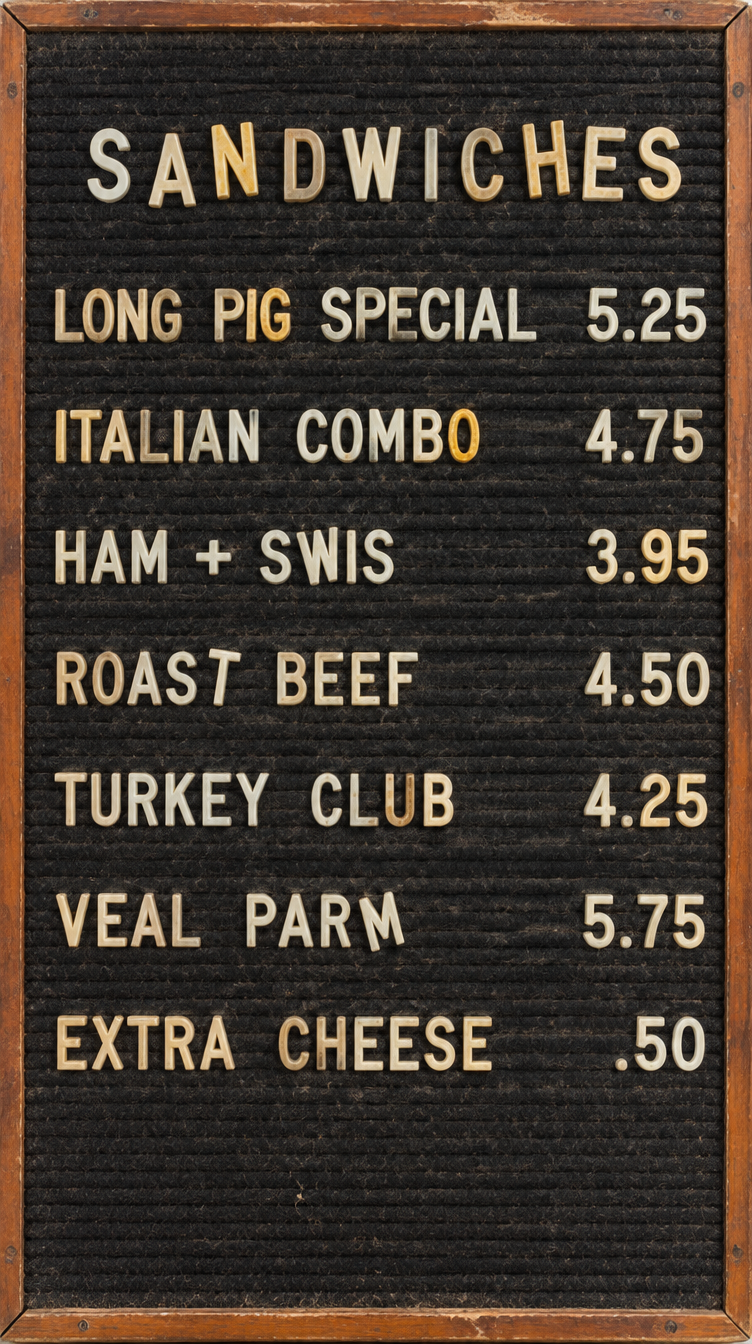 SANDWICHES
LONG PIG SPECIAL 5.25
ITALIAN COMBO 4.75
HAM + SWIS 3.95
ROAST BEEF 4.50
TURKEY CLUB 4.25
VEAL PARM 5.75
EXTRA CHEESE .50